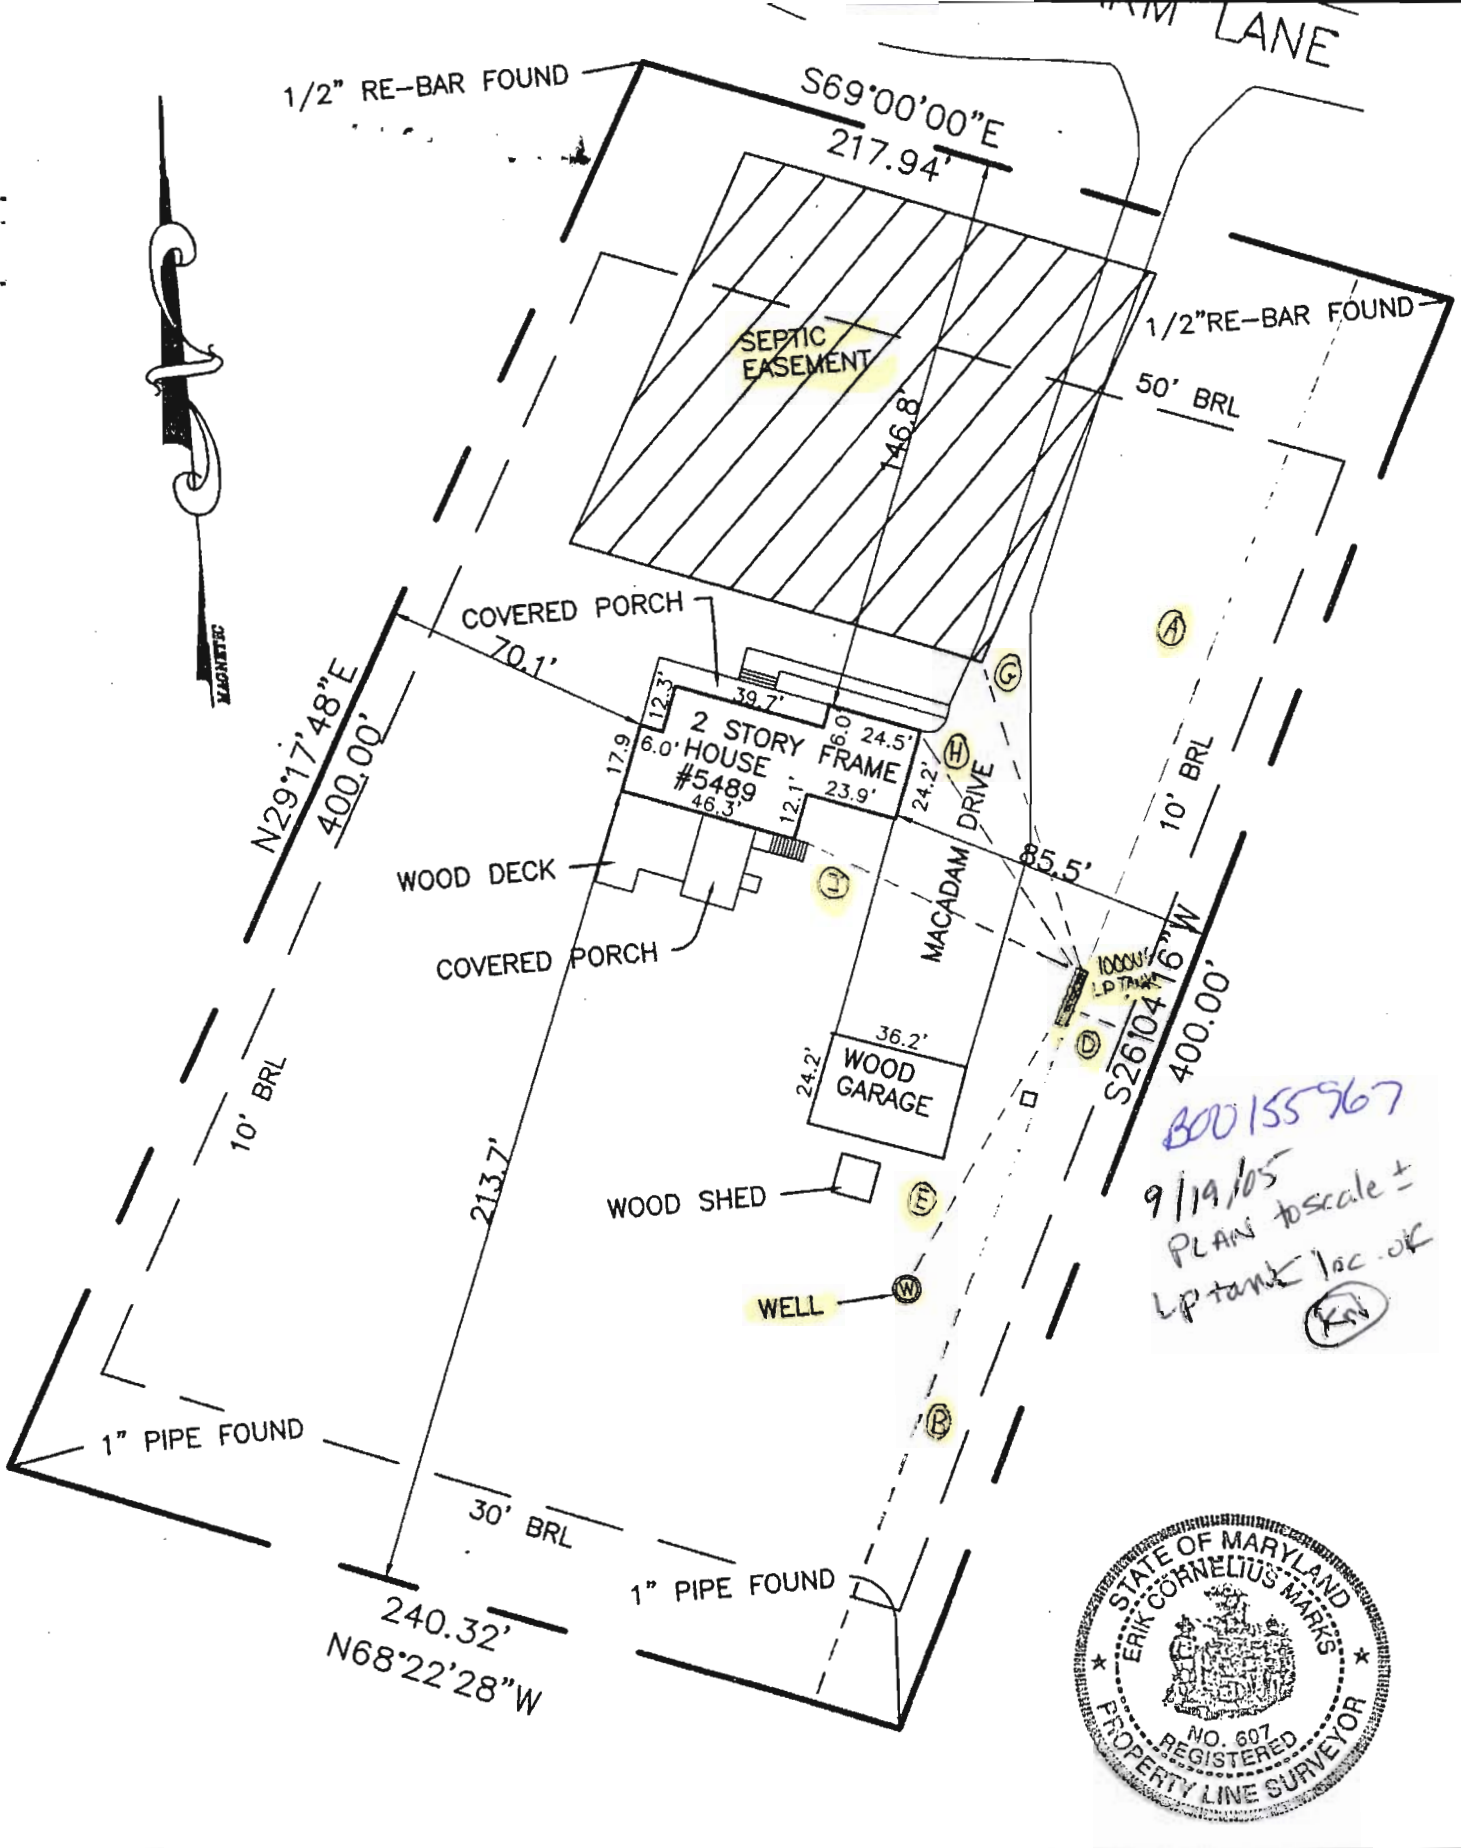 LANE
1/2" RE-BAR FOUND
S69°00'00"E
217.94'
1/2"RE-BAR FOUND
SEPTIC
EASEMENT
50' BRL
146.8'
MAGNETIC
COVERED PORCH
70.1'
N29°17'48"E
400.00'
12.3'
39.7'
6.0'
24.5'
17.9
6.0'
2 STORY FRAME
HOUSE
#5489
46.3'
12.1'
23.9'
24.2'
A
G
H
J
10' BRL
MACADAM DRIVE
85.5'
WOOD DECK
COVERED PORCH
LP TANK
D
S26°04'16"W
400.00'
36.2'
24.2'
WOOD
GARAGE
10' BRL
213.7'
WOOD SHED
E
W
WELL
B
B00155967
9/19/05
PLAN to scale ±
Lp tank loc. ok
1" PIPE FOUND
30' BRL
1" PIPE FOUND
240.32'
N68°22'28"W
STATE OF MARYLAND
ERIK CORNELIUS MARKS
NO. 607
REGISTERED
PROPERTY LINE SURVEYOR